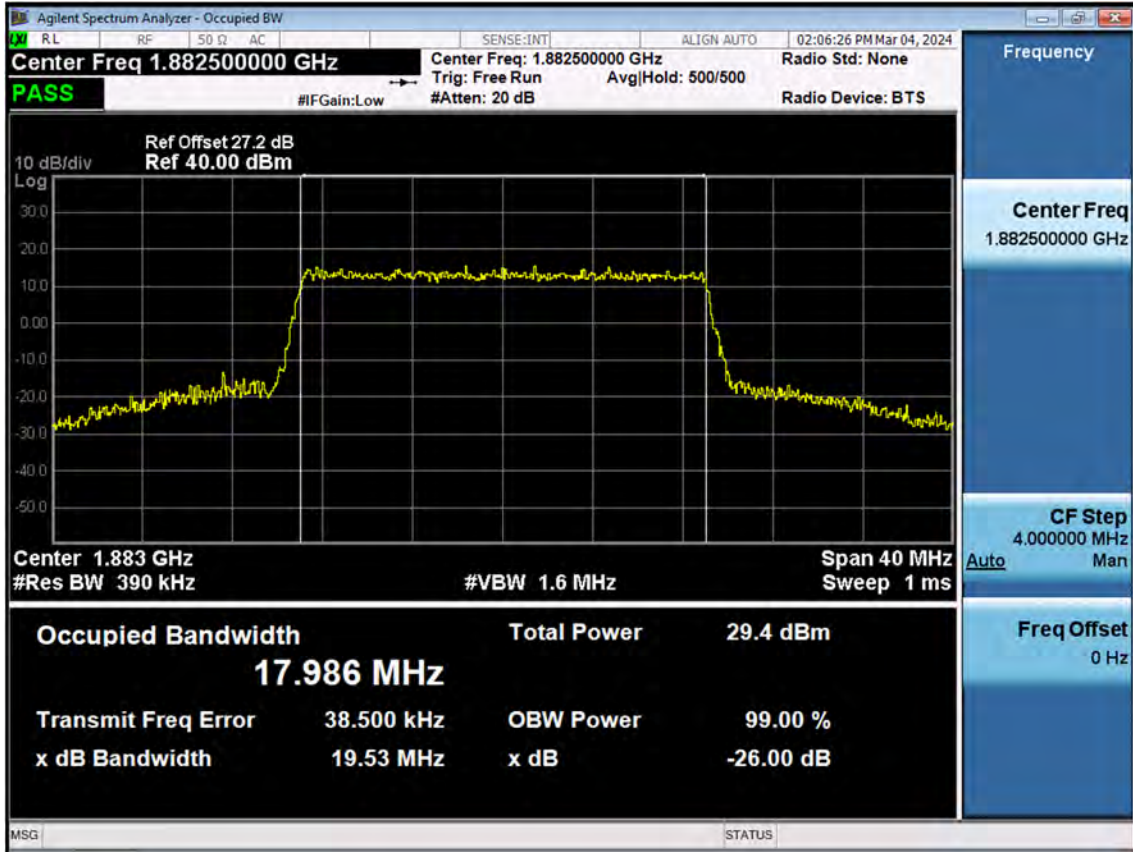 Agilent Spectrum Analyzer - Occupied BW
LXI RL RF 50 Ω AC SENSE:INT ALIGN AUTO 02:06:26 PM Mar 04, 2024
Center Freq 1.882500000 GHz Center Freq: 1.882500000 GHz Radio Std: None
Trig: Free Run Avg|Hold: 500/500
PASS #IFGain:Low #Atten: 20 dB Radio Device: BTS
Ref Offset 27.2 dB
10 dB/div Ref 40.00 dBm
Log
30.0
20.0
10.0
0.00
-10.0
-20.0
-30.0
-40.0
-50.0
Center 1.883 GHz Span 40 MHz
#Res BW 390 kHz #VBW 1.6 MHz Sweep 1 ms
Occupied Bandwidth Total Power 29.4 dBm
17.986 MHz
Transmit Freq Error 38.500 kHz OBW Power 99.00 %
x dB Bandwidth 19.53 MHz x dB -26.00 dB
MSG STATUS
Frequency
Center Freq
1.882500000 GHz
CF Step
4.000000 MHz
Auto Man
Freq Offset
0 Hz